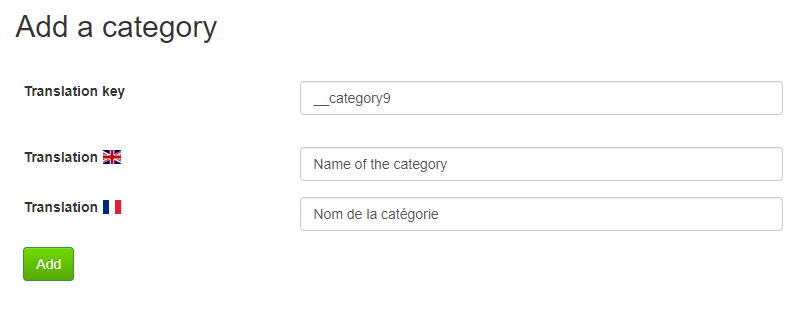 Add a category
Translation key
__category9
Translation
Name of the category
Translation
Nom de la catégorie
Add